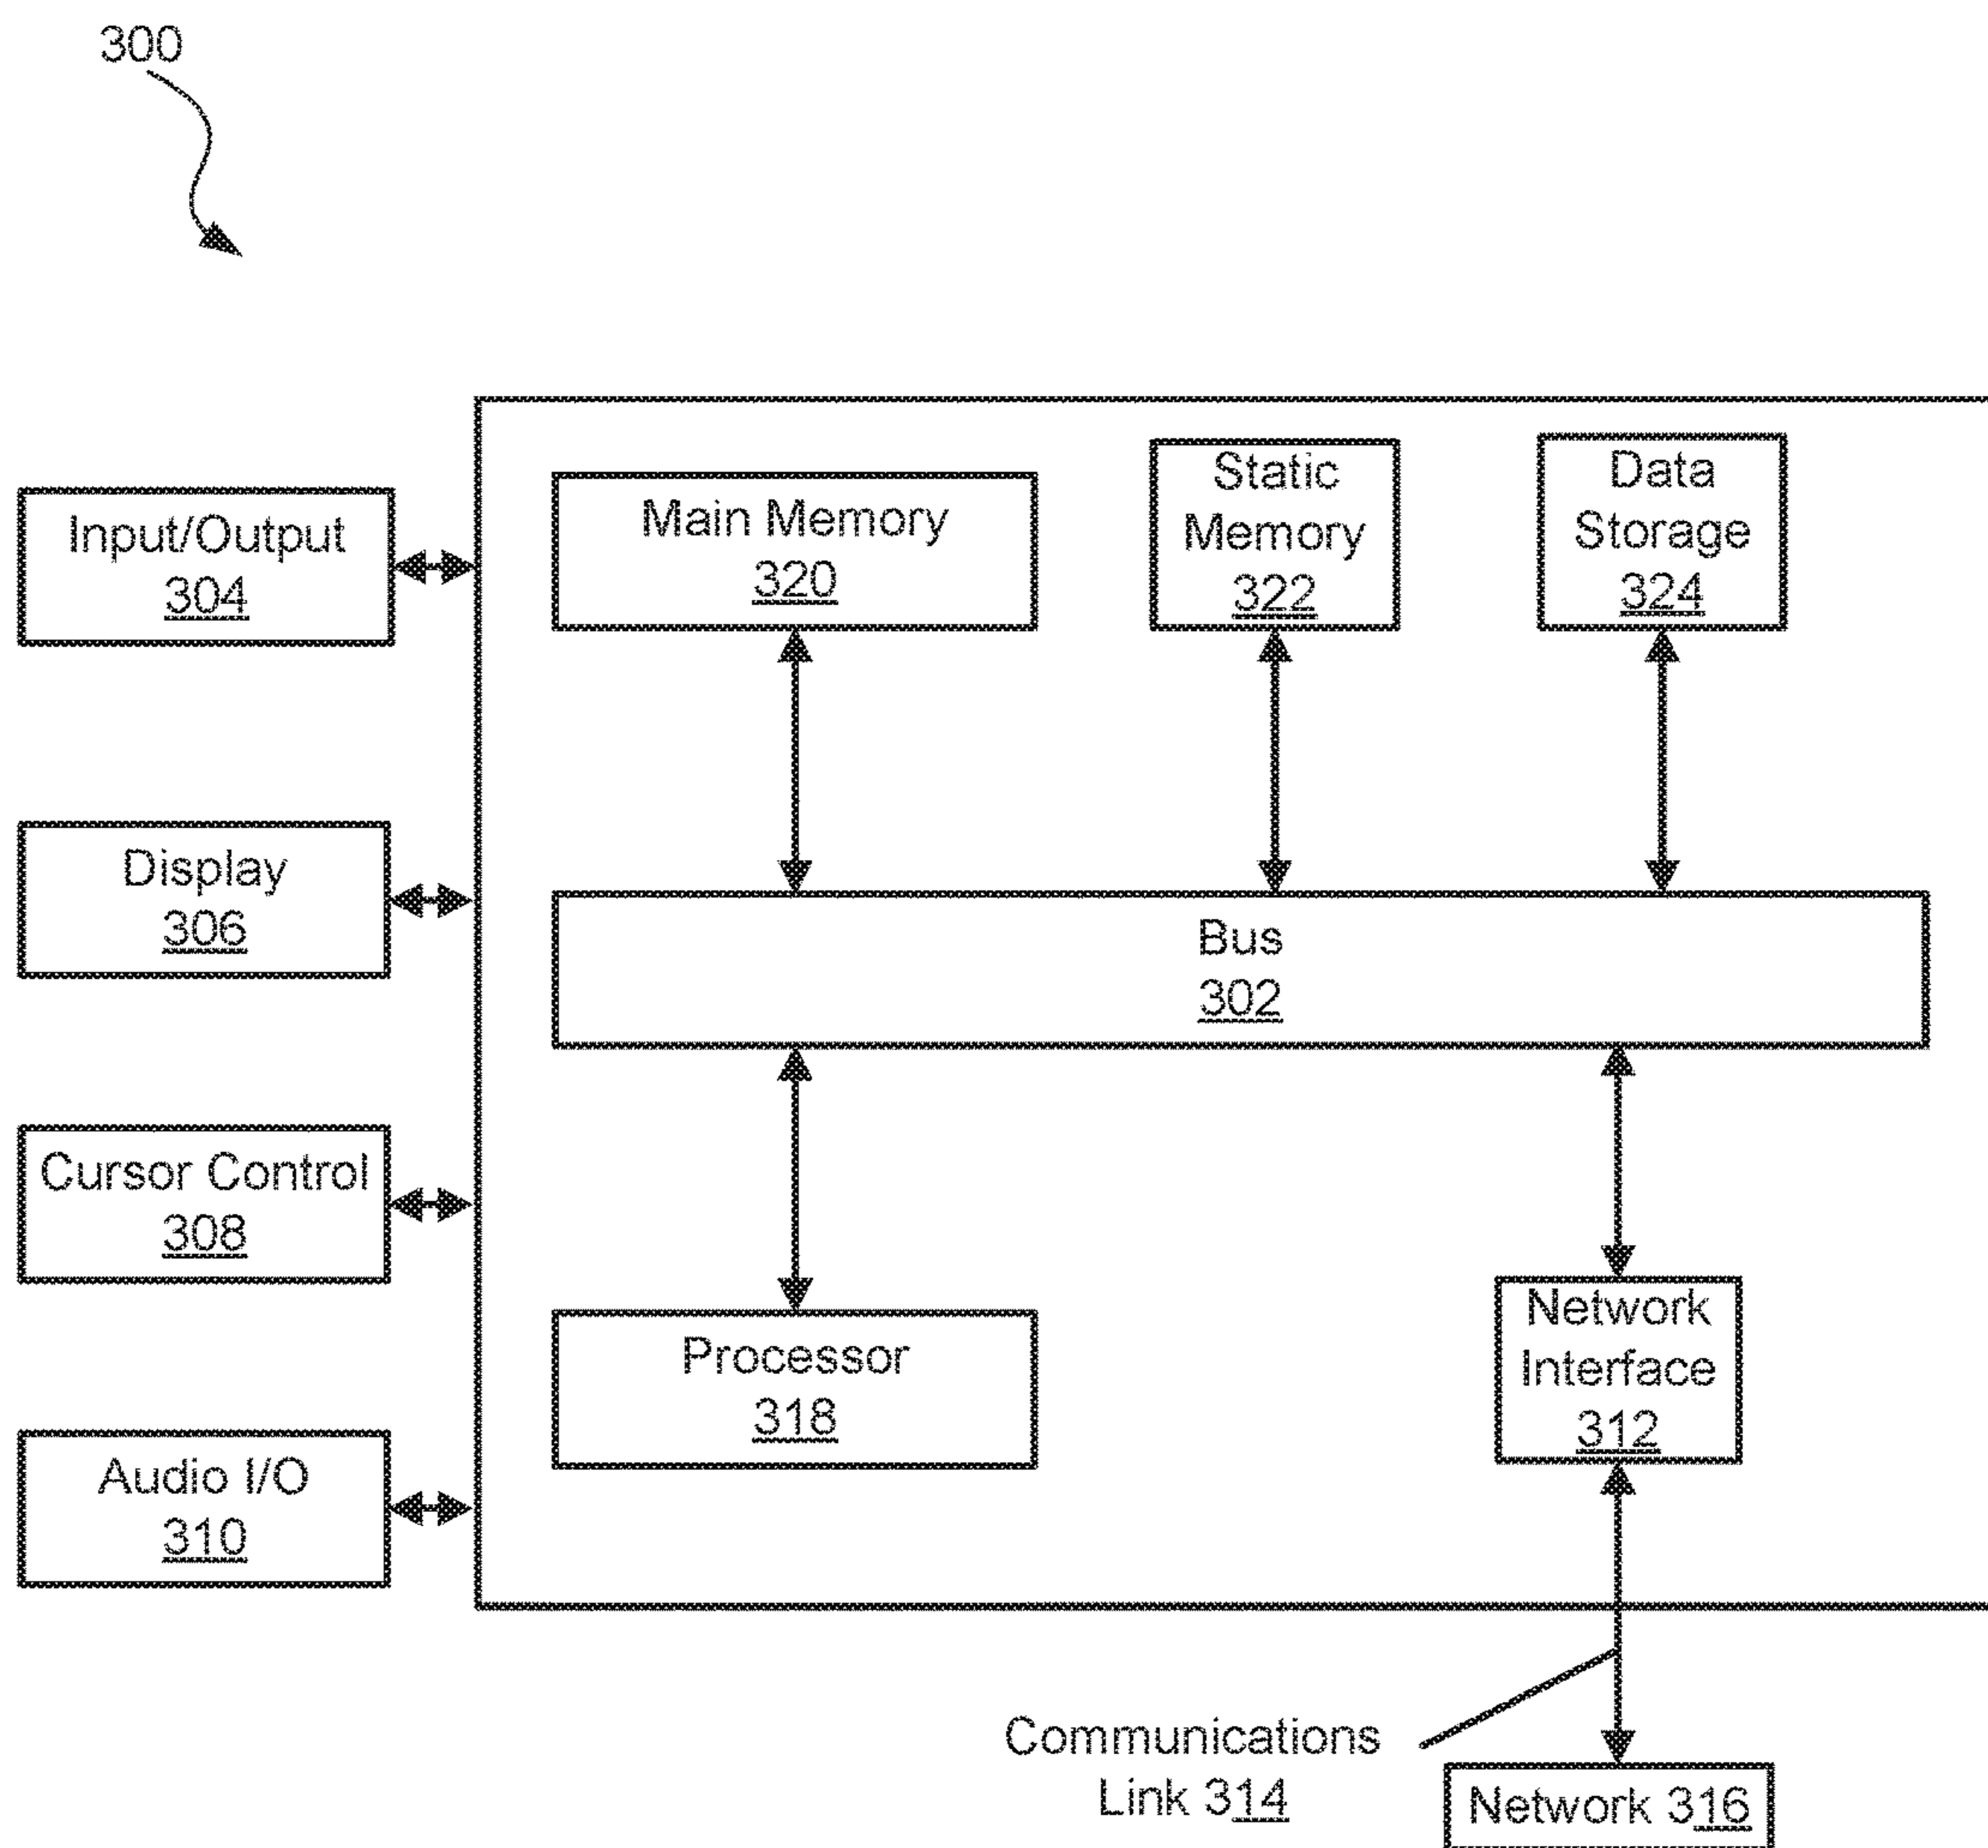 300
Input/Output
304
Display
306
Cursor Control
308
Audio I/O
310
Main Memory
320
Static
Memory
322
Data
Storage
324
Bus
302
Processor
318
Network
Interface
312
Communications
Link 314
Network 316